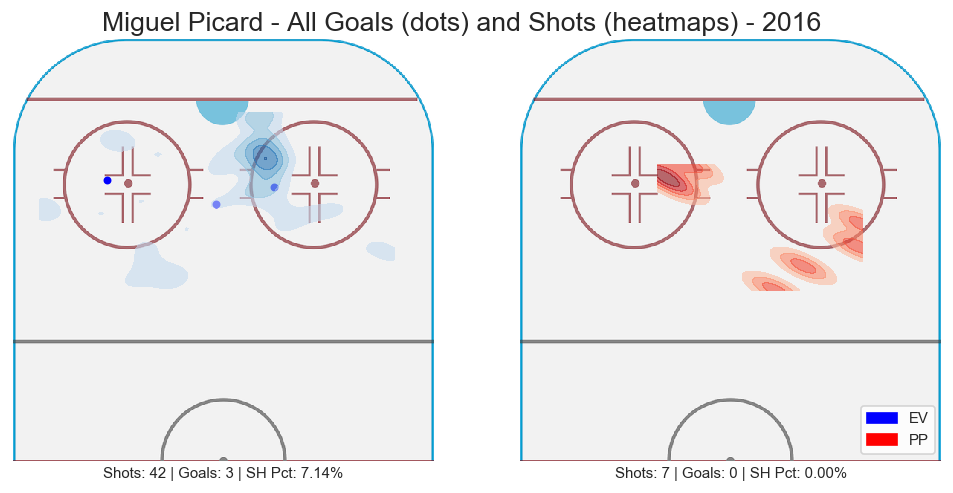 Miguel Picard - All Goals (dots) and Shots (heatmaps) - 2016
EV
PP
Shots: 42 | Goals: 3 | SH Pct: 7.14%
Shots: 7 | Goals: 0 | SH Pct: 0.00%